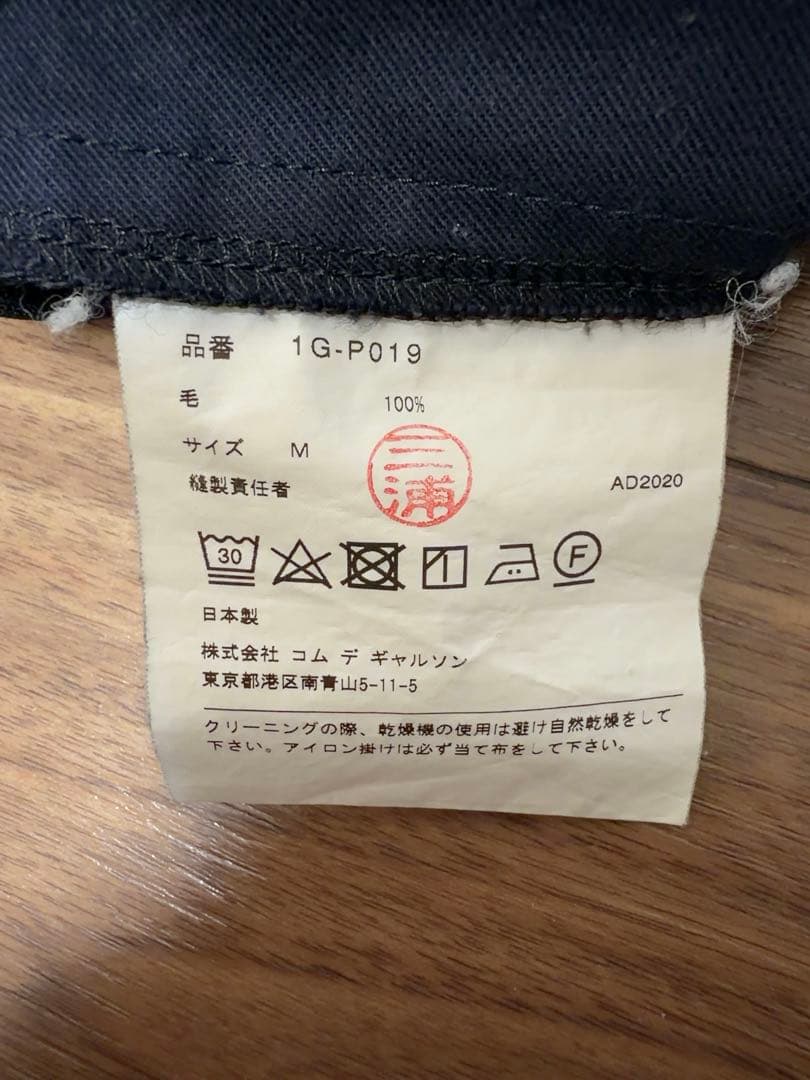 品番 1G-P019
毛 100%
サイズ M
三浦
縫製責任者 AD2020
30 F
日本製
株式会社 コム デ ギャルソン
東京都港区南青山5-11-5
クリーニングの際、乾燥機の使用は避け自然乾燥をして
下さい。アイロン掛けは必ず当て布をして下さい。